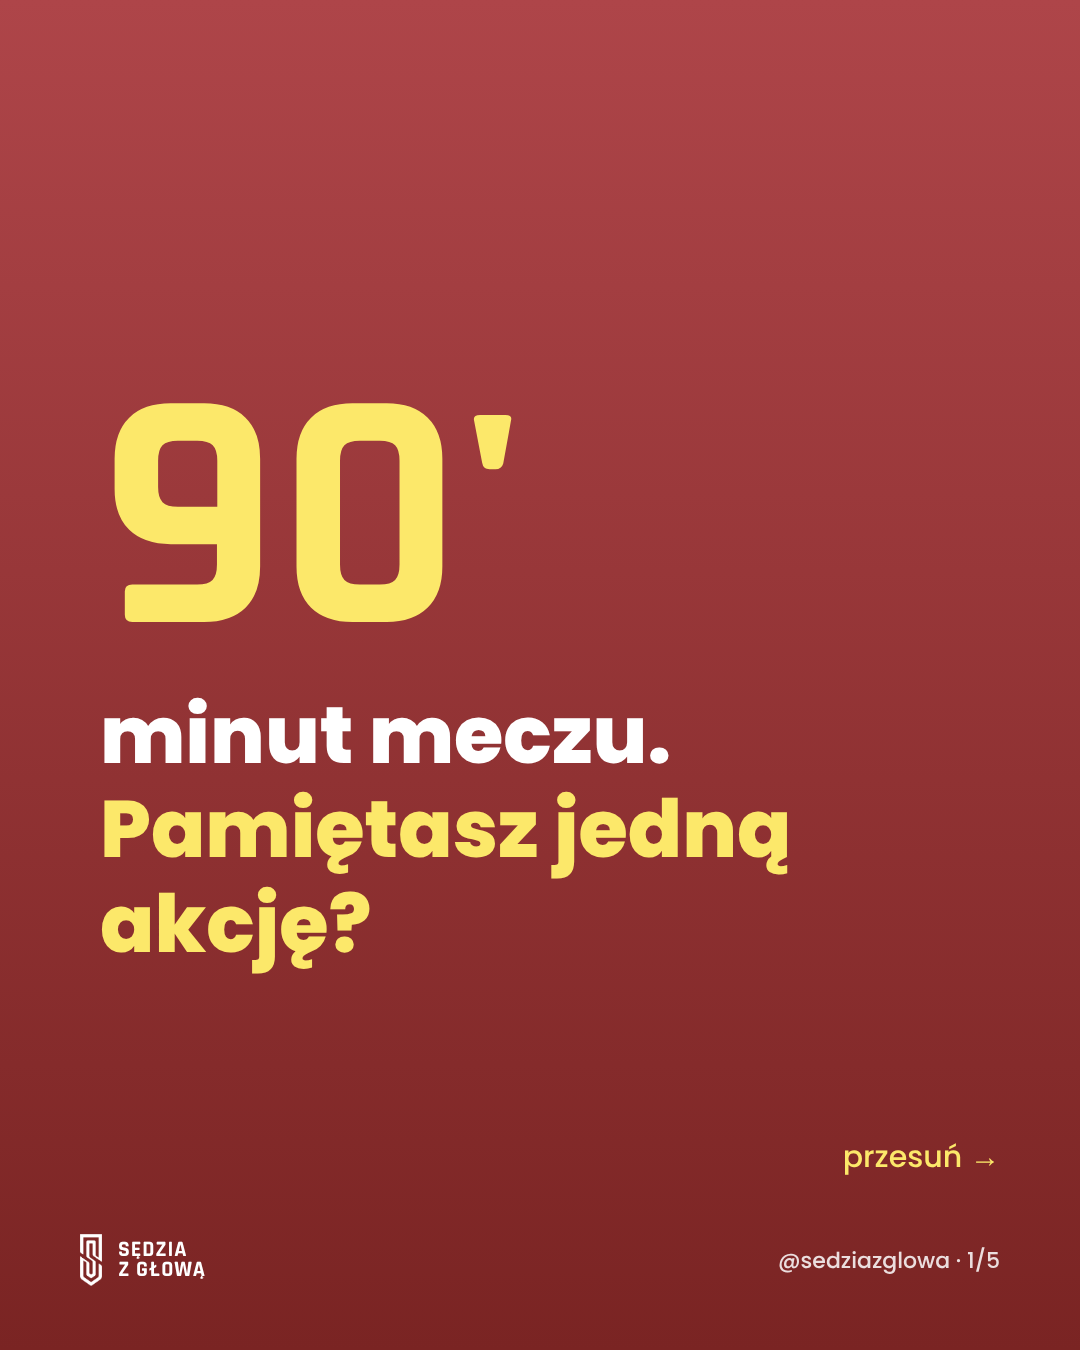 90'
minut meczu.
Pamiętasz jedną
akcję?
przesuń →
SĘDZIA
Z GŁOWĄ
@sedziazglowa · 1/5